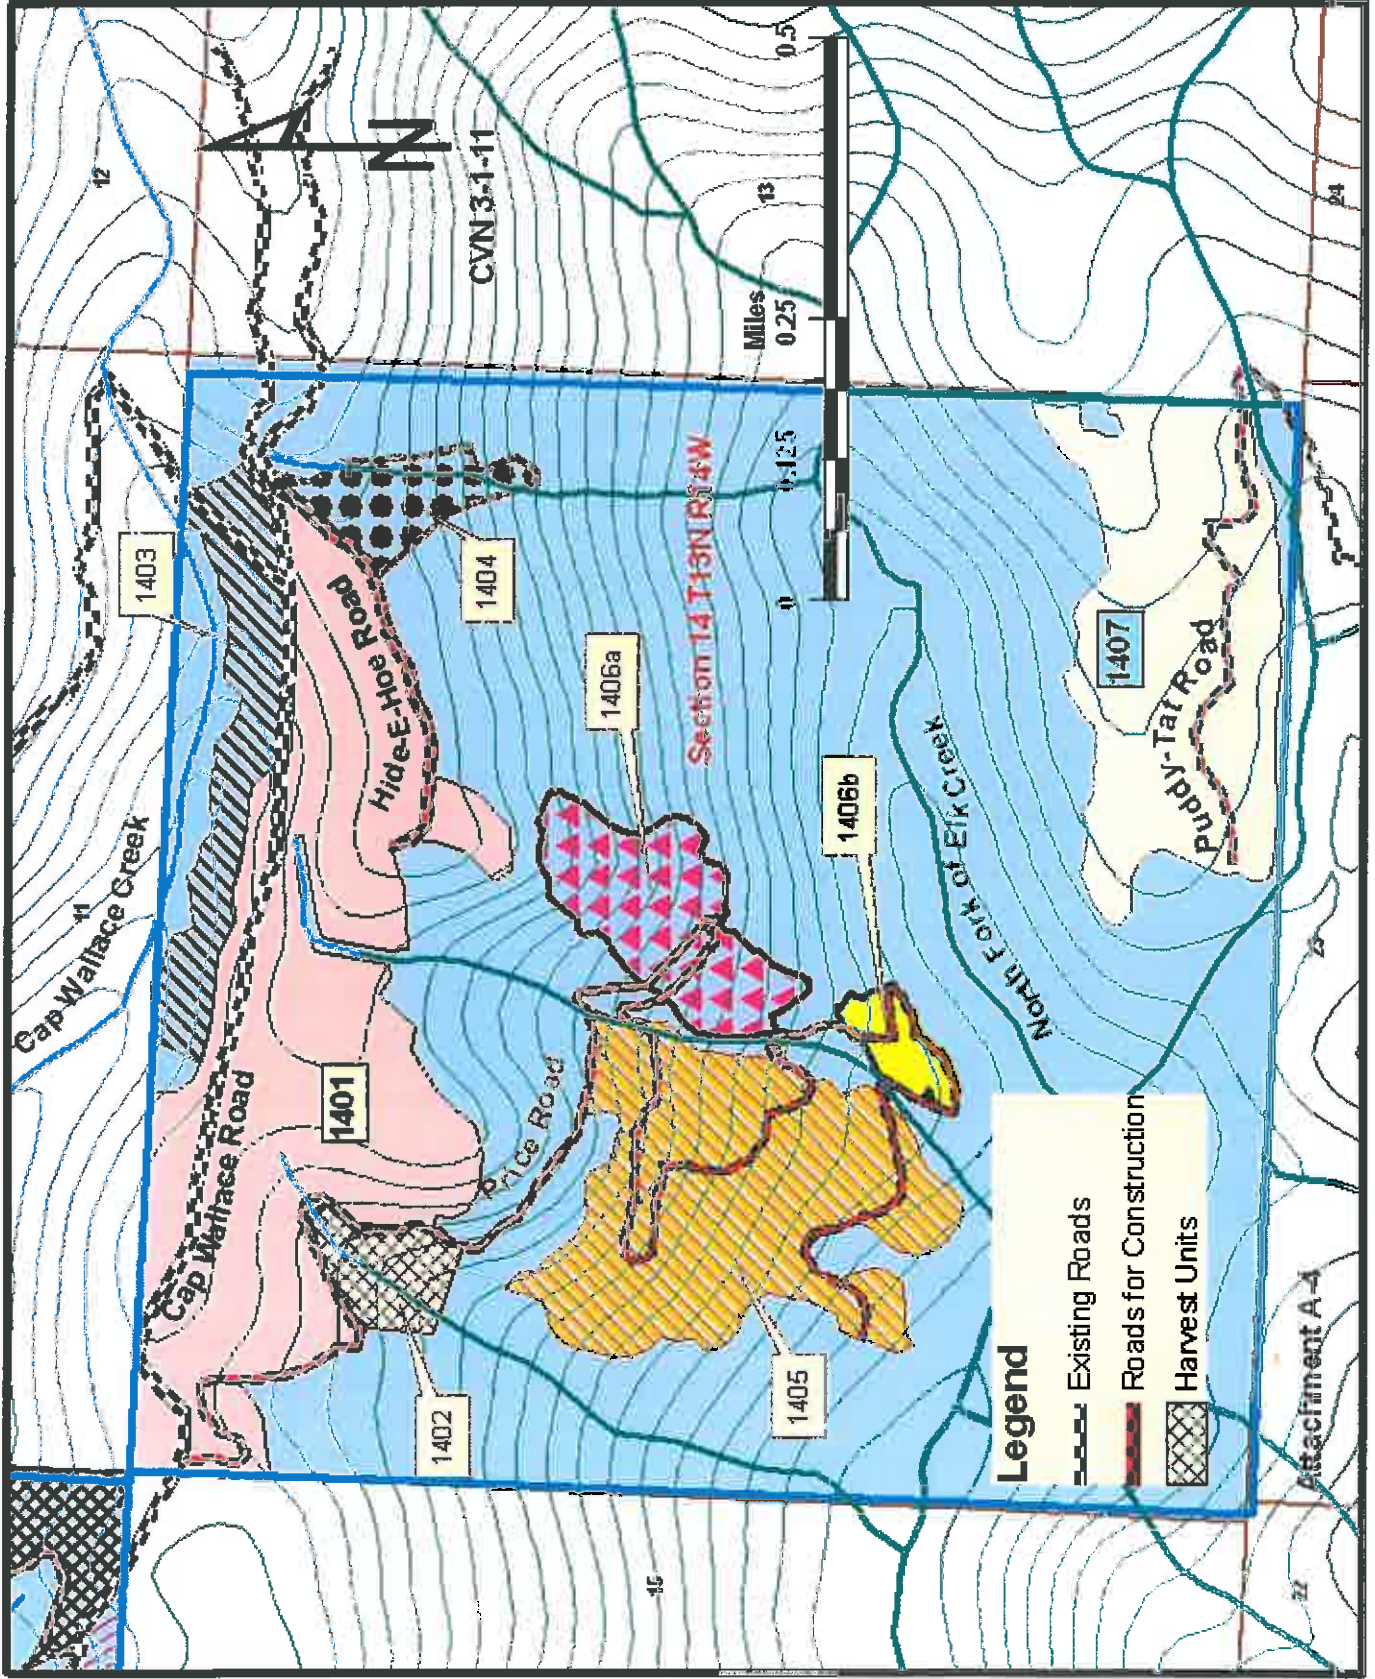 12
11
Cap Wallace Creek
N
CVN 3-1-11
13
Miles
0 0.125 0.25 0.5
1403
1404
Hide-E-Hole Road
Cap Wallace Road
1401
1402
Price Road
1406a
Section 14 T13N R14W
1406b
1405
North Fork of Elk Creek
1407
Puddy-Tat Road
15
22
23
24
Legend
Existing Roads
Roads for Construction
Harvest Units
Attachment A-4